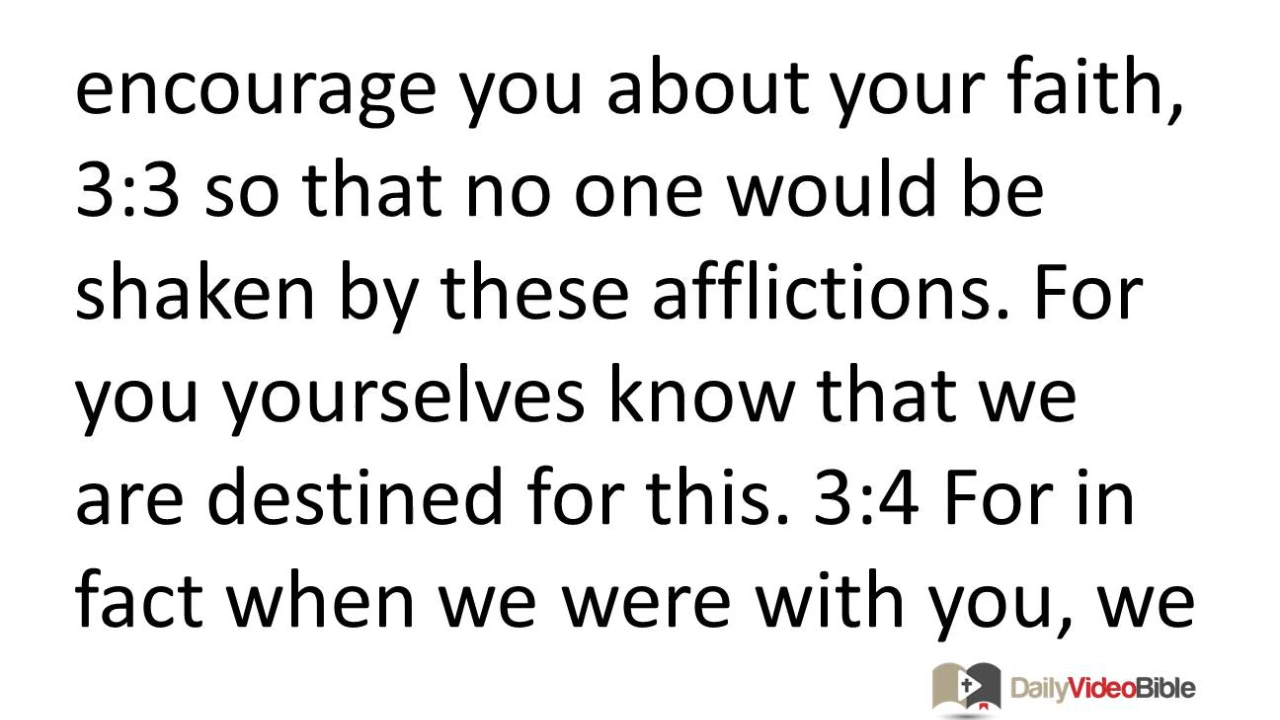 encourage you about your faith,
3:3 so that no one would be
shaken by these afflictions. For
you yourselves know that we
are destined for this. 3:4 For in
fact when we were with you, we
DailyVideoBible